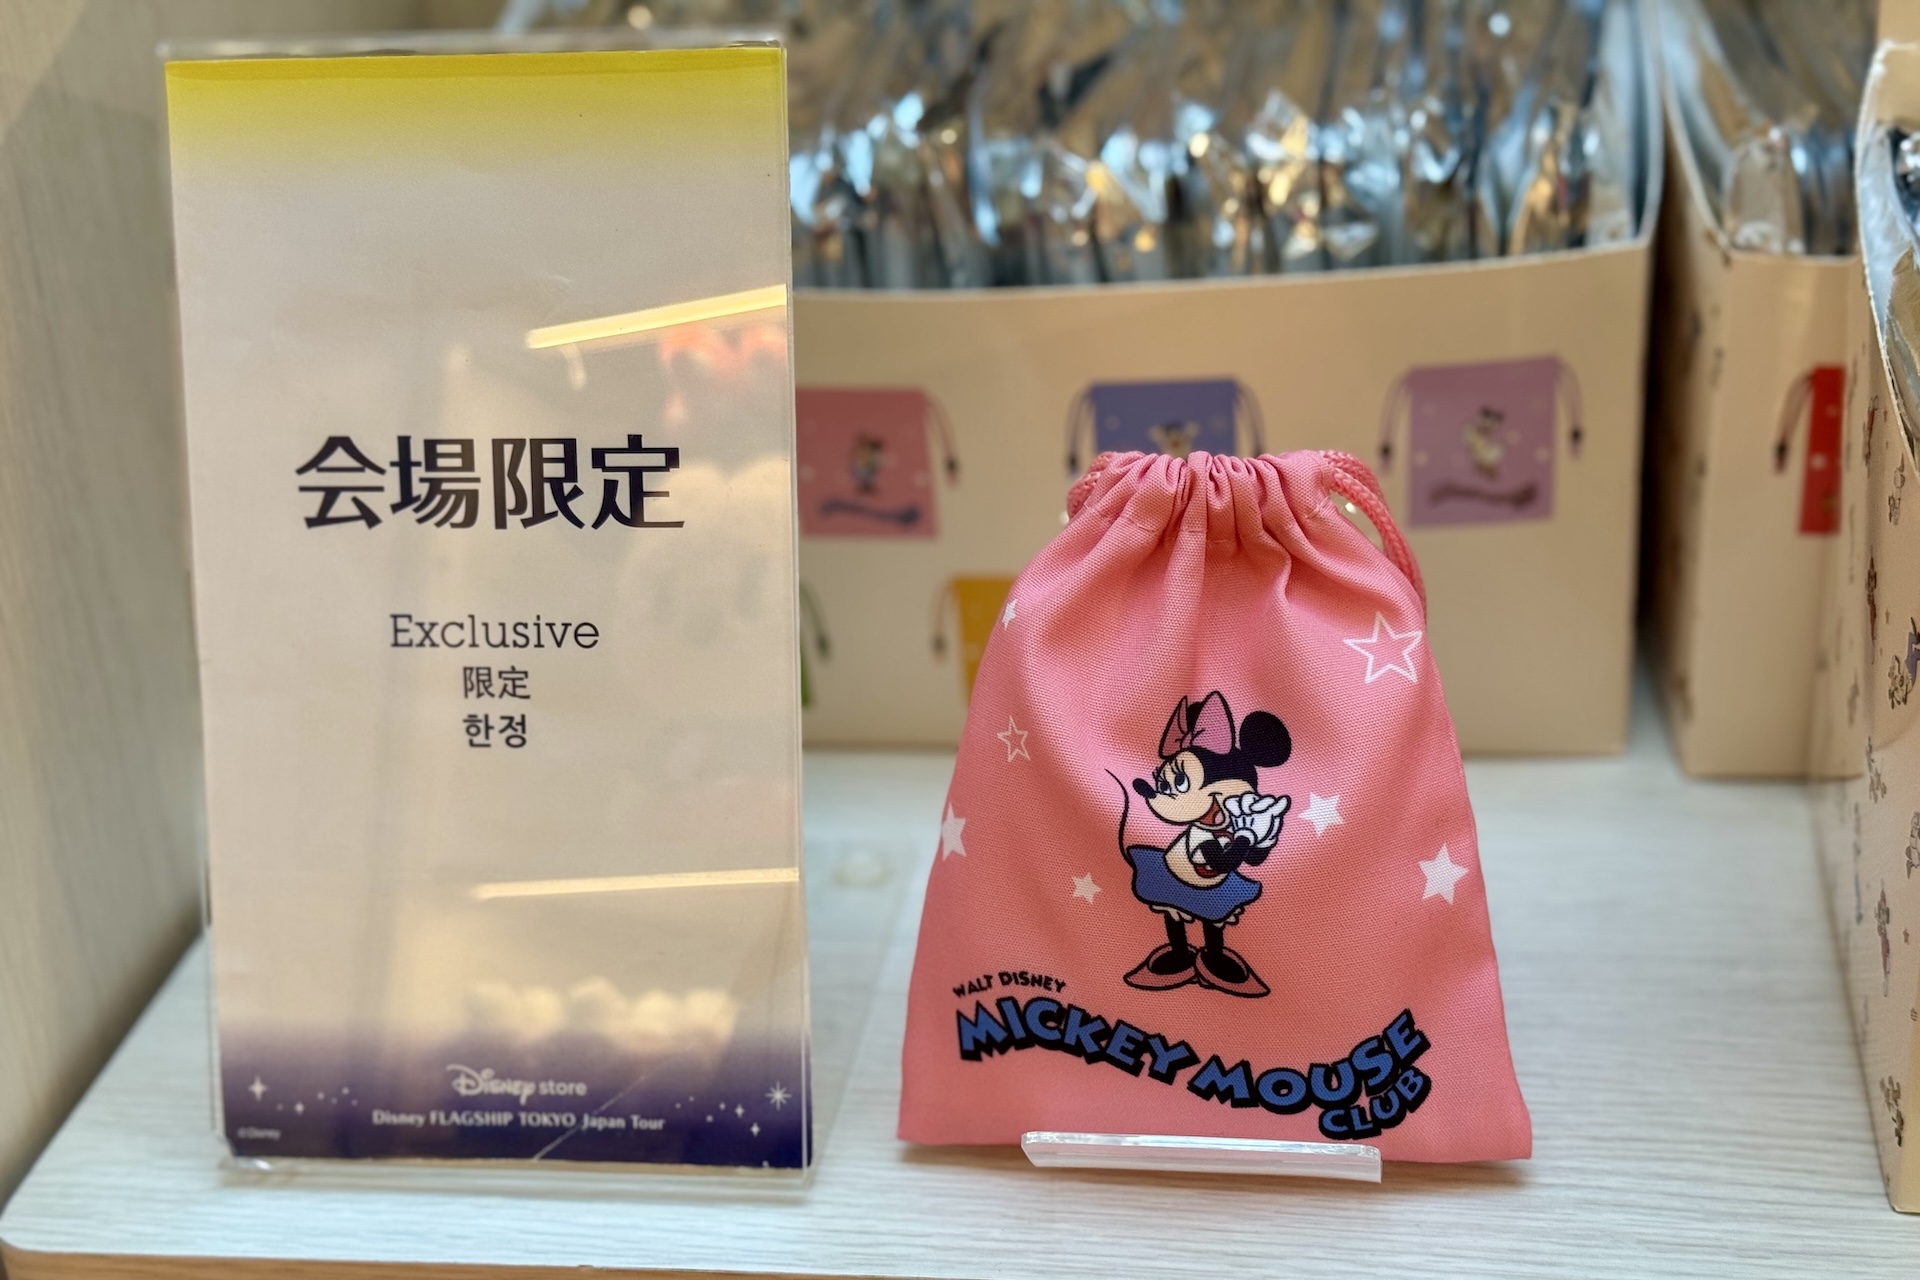 会場限定
Exclusive
限定
한정
Disney store
Disney FLAGSHIP TOKYO Japan Tour
©Disney
WALT DISNEY
MICKEY MOUSE
CLUB